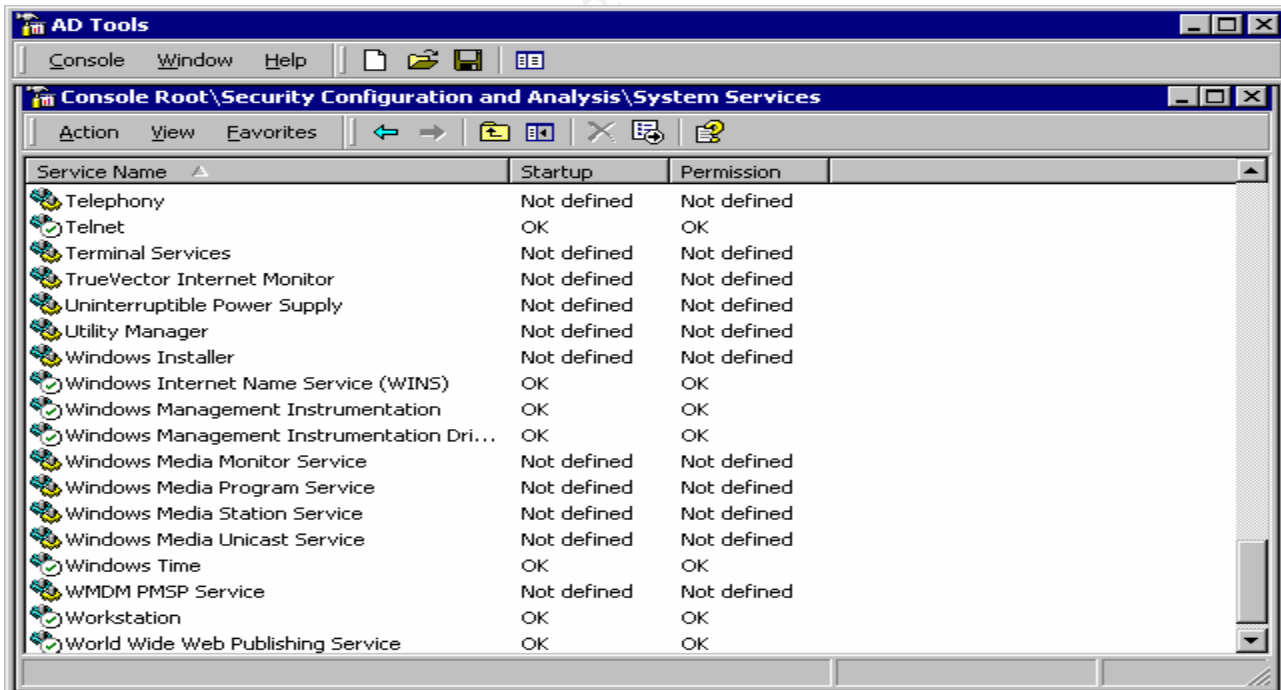 AD Tools
Console Window Help
Console Root\Security Configuration and Analysis\System Services
Action View Favorites
Service Name Startup Permission
Telephony Not defined Not defined
Telnet OK OK
Terminal Services Not defined Not defined
TrueVector Internet Monitor Not defined Not defined
Uninterruptible Power Supply Not defined Not defined
Utility Manager Not defined Not defined
Windows Installer Not defined Not defined
Windows Internet Name Service (WINS) OK OK
Windows Management Instrumentation OK OK
Windows Management Instrumentation Dri... OK OK
Windows Media Monitor Service Not defined Not defined
Windows Media Program Service Not defined Not defined
Windows Media Station Service Not defined Not defined
Windows Media Unicast Service Not defined Not defined
Windows Time OK OK
WMDM PMSP Service Not defined Not defined
Workstation OK OK
World Wide Web Publishing Service OK OK